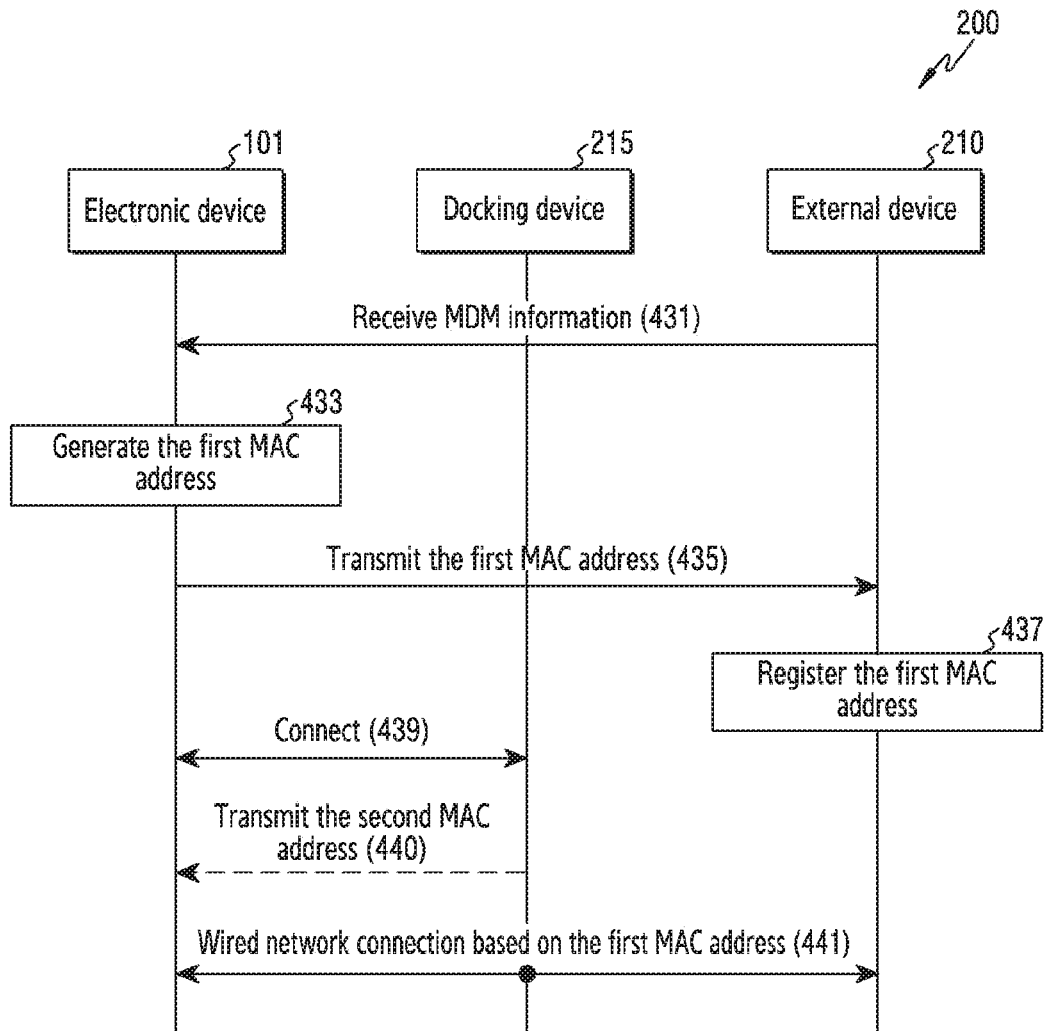 200
101
215
210
Electronic device
Docking device
External device
Receive MDM information (431)
433
Generate the first MAC
address
Transmit the first MAC address (435)
437
Register the first MAC
address
Connect (439)
Transmit the second MAC
address (440)
Wired network connection based on the first MAC address (441)